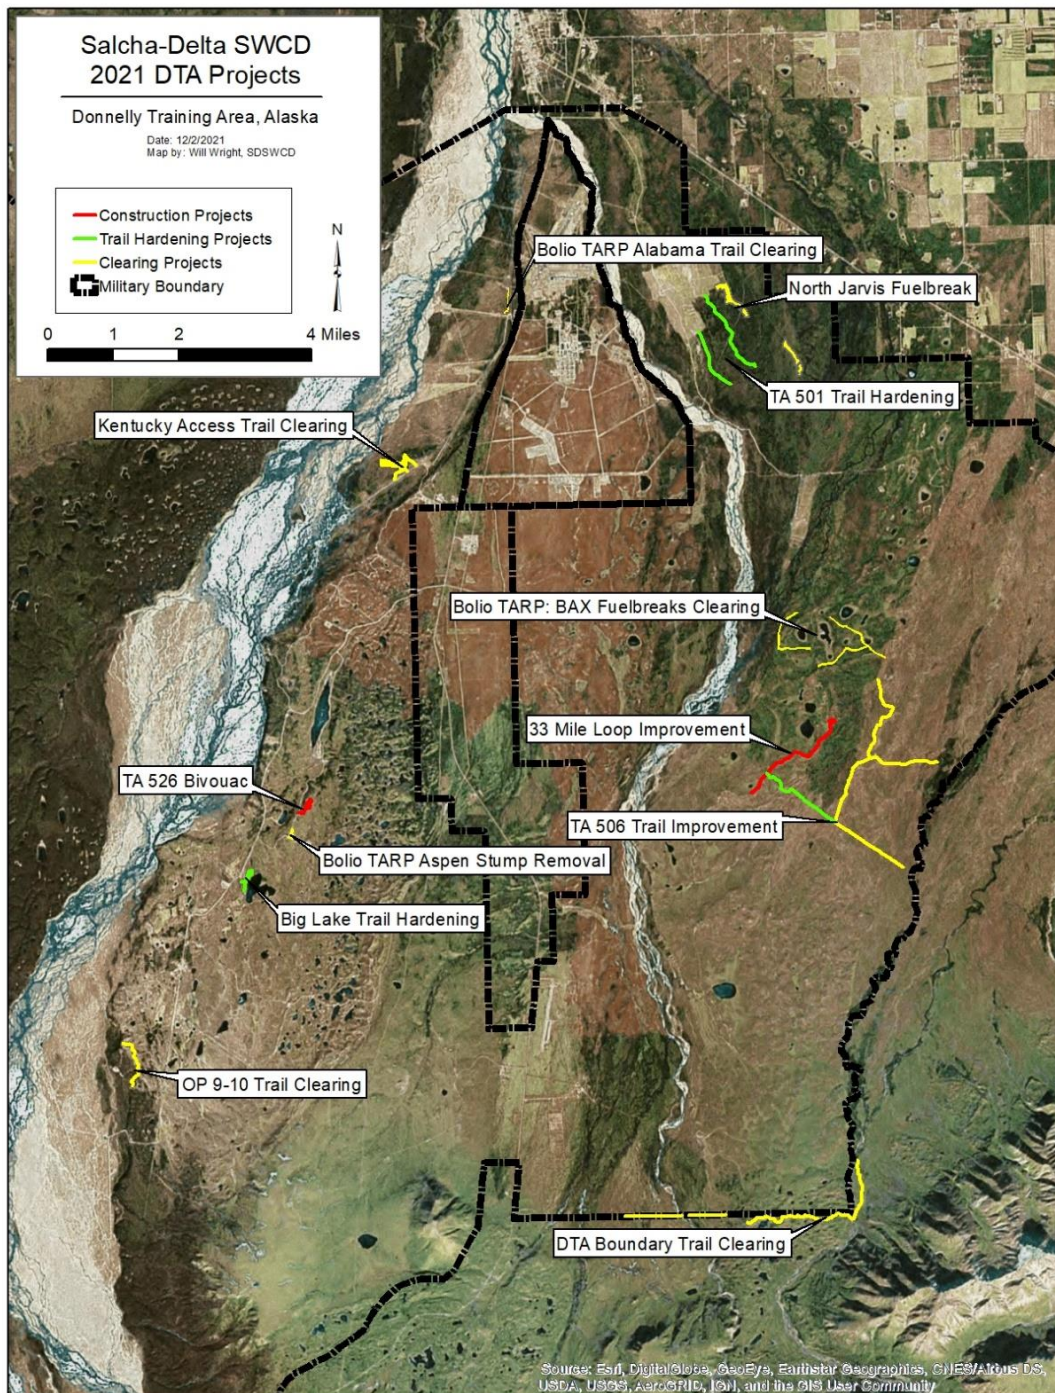 Salcha-Delta SWCD
2021 DTA Projects
Donnelly Training Area, Alaska
Date: 12/2/2021
Map by: Will Wright, SDSWCD
Construction Projects
Trail Hardening Projects
Clearing Projects
Military Boundary
N
0 1 2 4 Miles
Bolio TARP Alabama Trail Clearing
North Jarvis Fuelbreak
TA 501 Trail Hardening
Kentucky Access Trail Clearing
Bolio TARP: BAX Fuelbreaks Clearing
33 Mile Loop Improvement
TA 526 Bivouac
TA 506 Trail Improvement
Bolio TARP Aspen Stump Removal
Big Lake Trail Hardening
OP 9-10 Trail Clearing
DTA Boundary Trail Clearing
Source: Esri, DigitalGlobe, GeoEye, Earthstar Geographics, CNES/Airbus DS,
USDA, USGS, AeroGRID, IGN, and the GIS User Community